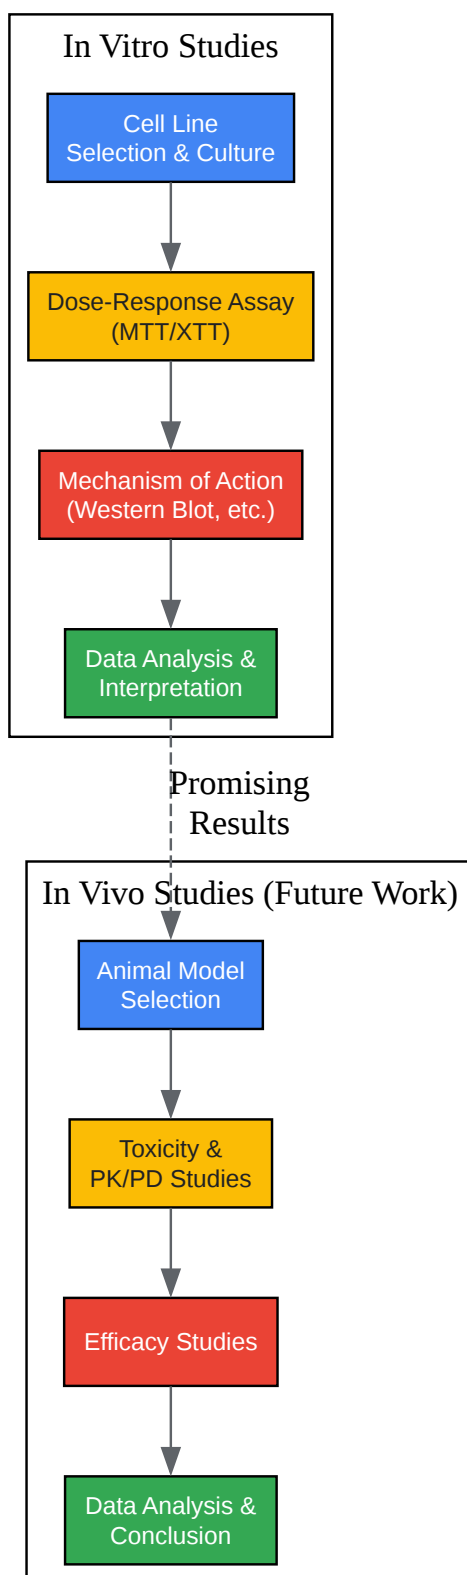 In Vitro Studies
Cell Line
Selection & Culture
Dose-Response Assay
(MTT/XTT)
Mechanism of Action
(Western Blot, etc.)
Data Analysis &
Interpretation
Promising
Results
In Vivo Studies (Future Work)
Animal Model
Selection
Toxicity &
PK/PD Studies
Efficacy Studies
Data Analysis &
Conclusion